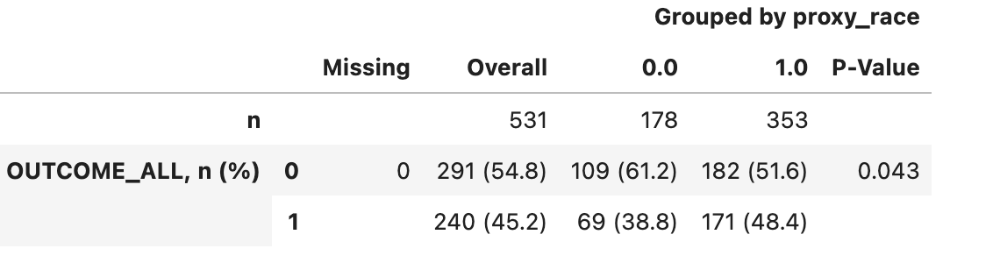 Grouped by proxy_race
Missing Overall 0.0 1.0 P-Value
n 531 178 353
OUTCOME_ALL, n (%) 0 0 291 (54.8) 109 (61.2) 182 (51.6) 0.043
1 240 (45.2) 69 (38.8) 171 (48.4)